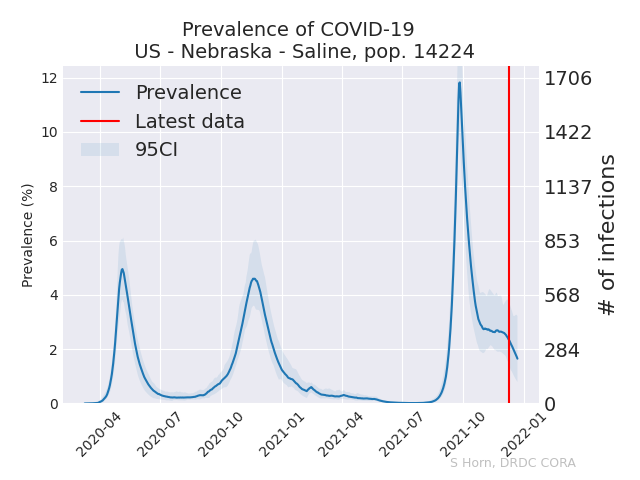 Prevalence of COVID-19
US - Nebraska - Saline, pop. 14224
Prevalence
Latest data
95CI
Prevalence (%)
12
10
8
6
4
2
0
1706
1422
1137
853
568
284
0
# of infections
2020-04
2020-07
2020-10
2021-01
2021-04
2021-07
2021-10
2022-01
S Horn, DRDC CORA